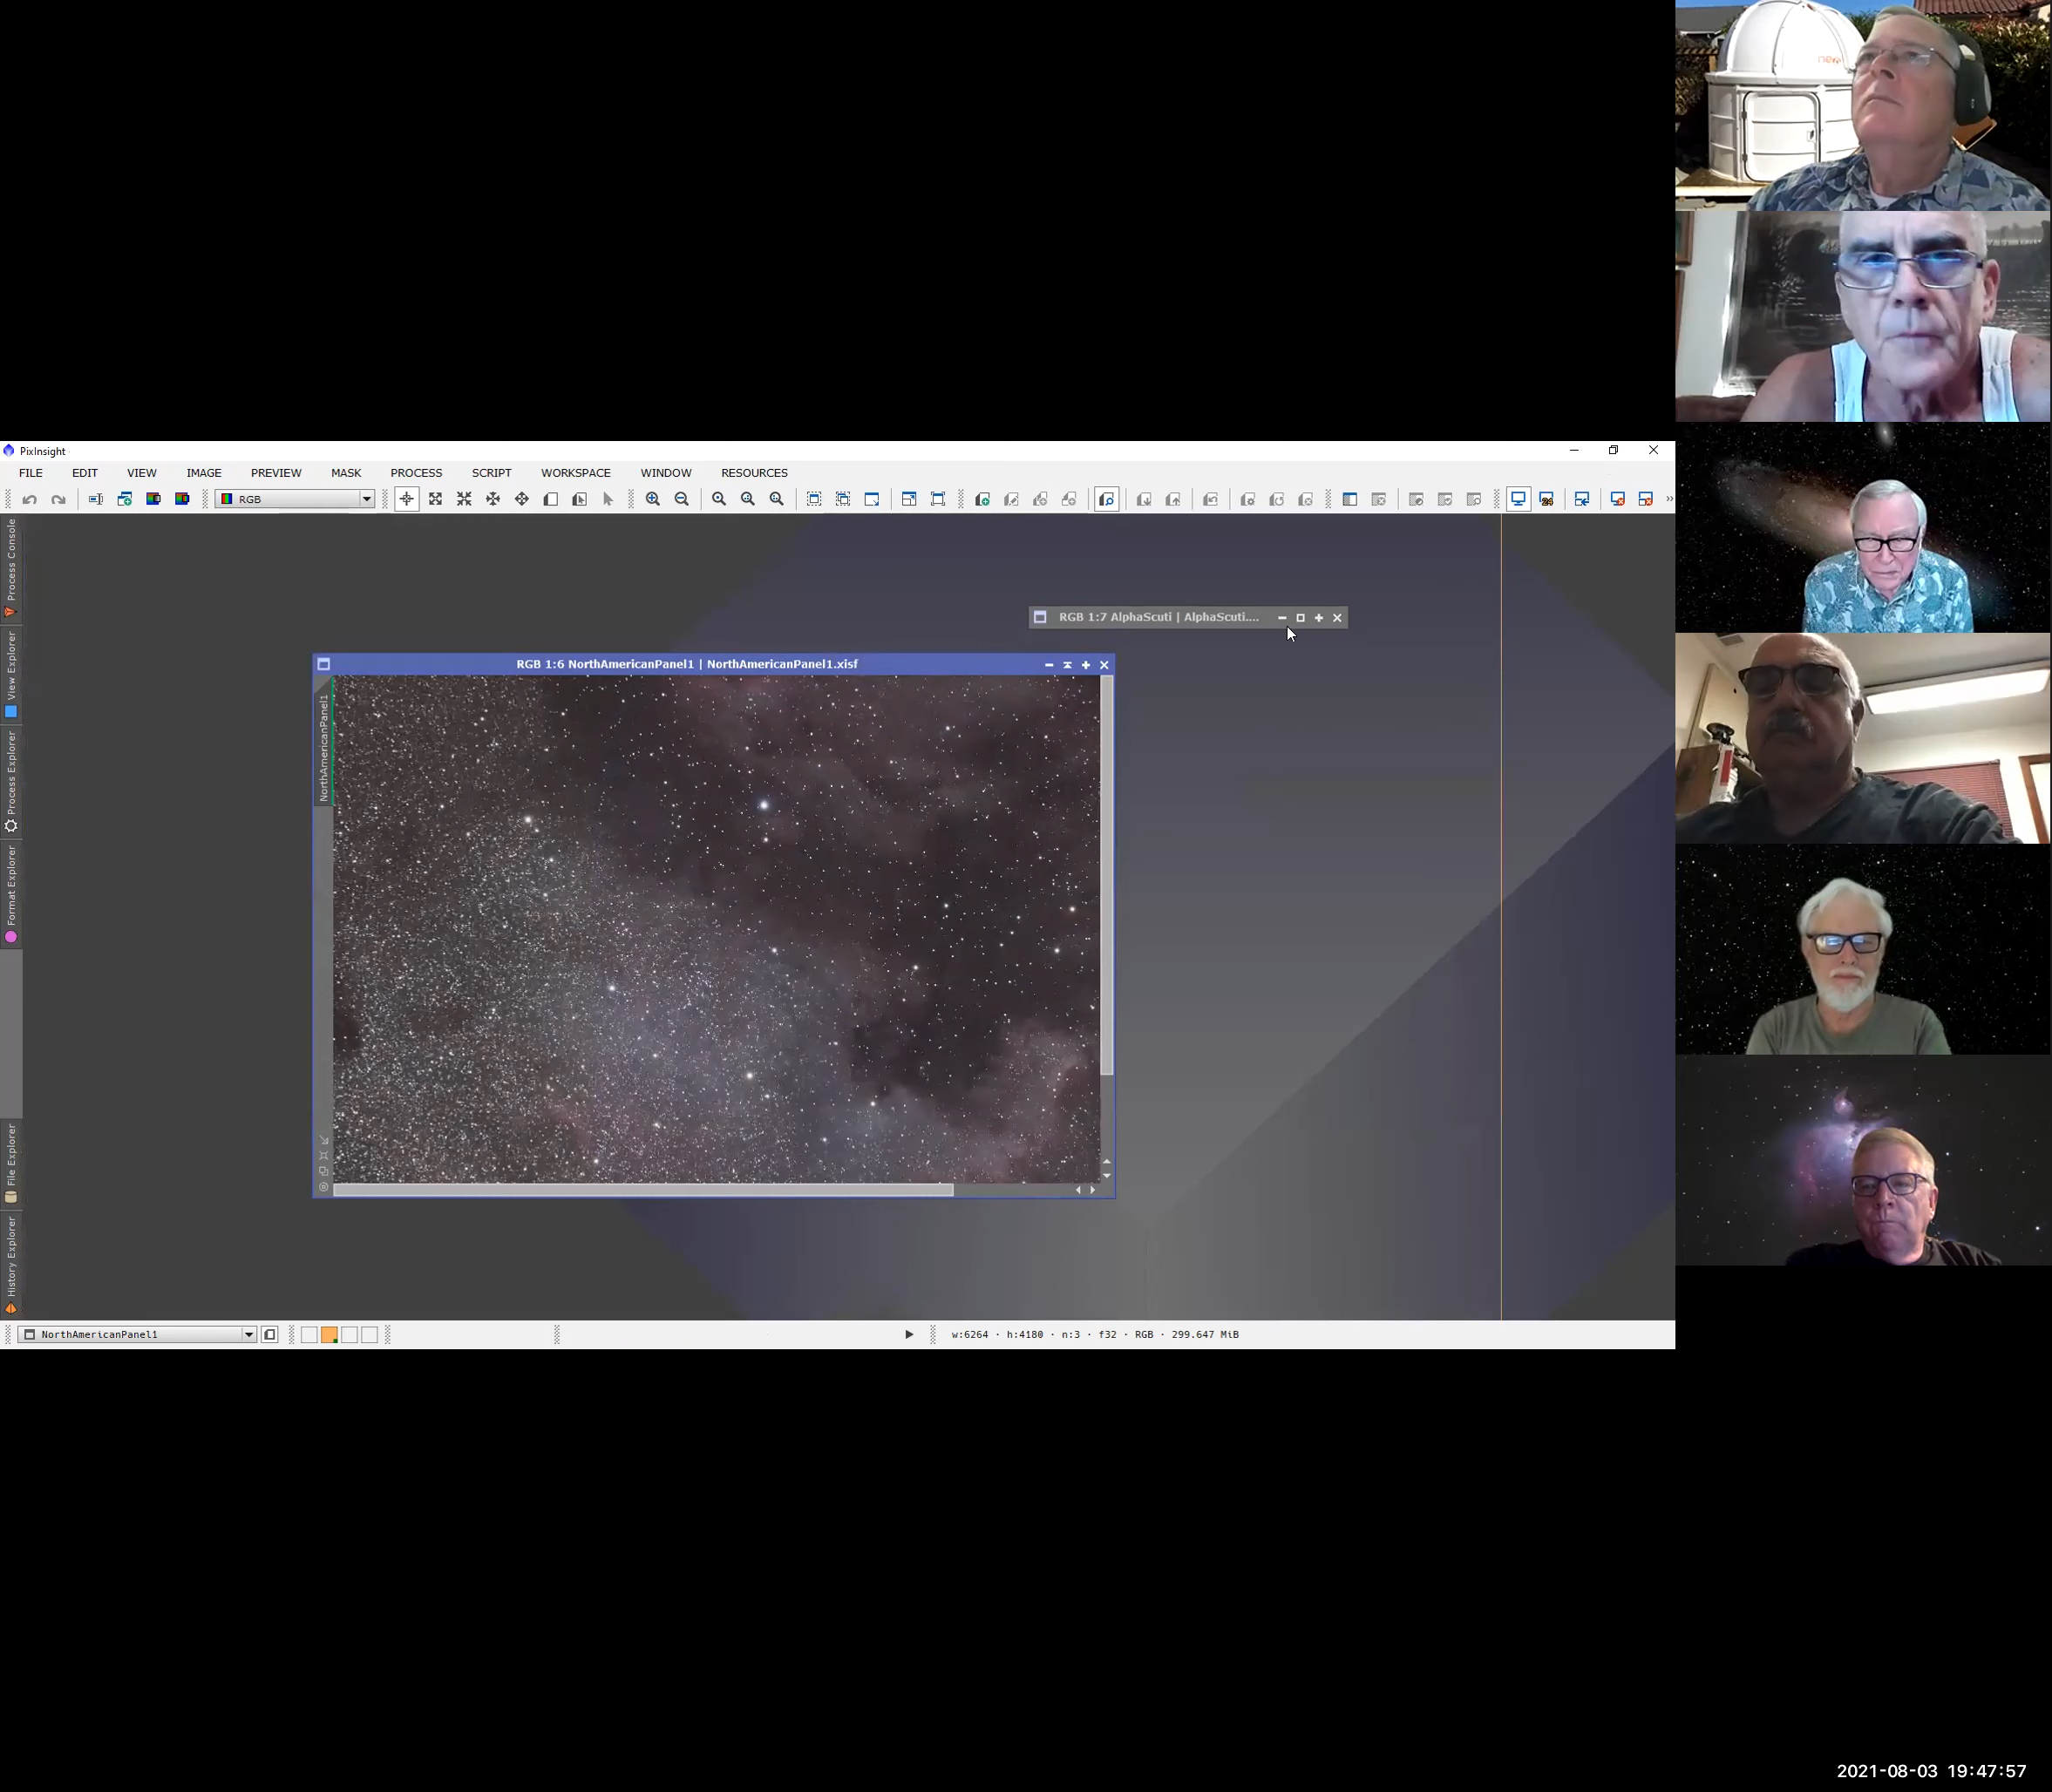 PixInsight
FILE EDIT VIEW IMAGE PREVIEW MASK PROCESS SCRIPT WORKSPACE WINDOW RESOURCES
RGB
Process Console
View Explorer
Process Explorer
Format Explorer
File Explorer
History Explorer
RGB 1:7 AlphaScuti | AlphaScuti....
RGB 1:6 NorthAmericanPanel1 | NorthAmericanPanel1.xisf
NorthAmericanPanel1
NorthAmericanPanel1
w:6264 · h:4180 · n:3 · f32 · RGB · 299.647 MiB
2021-08-03 19:47:57